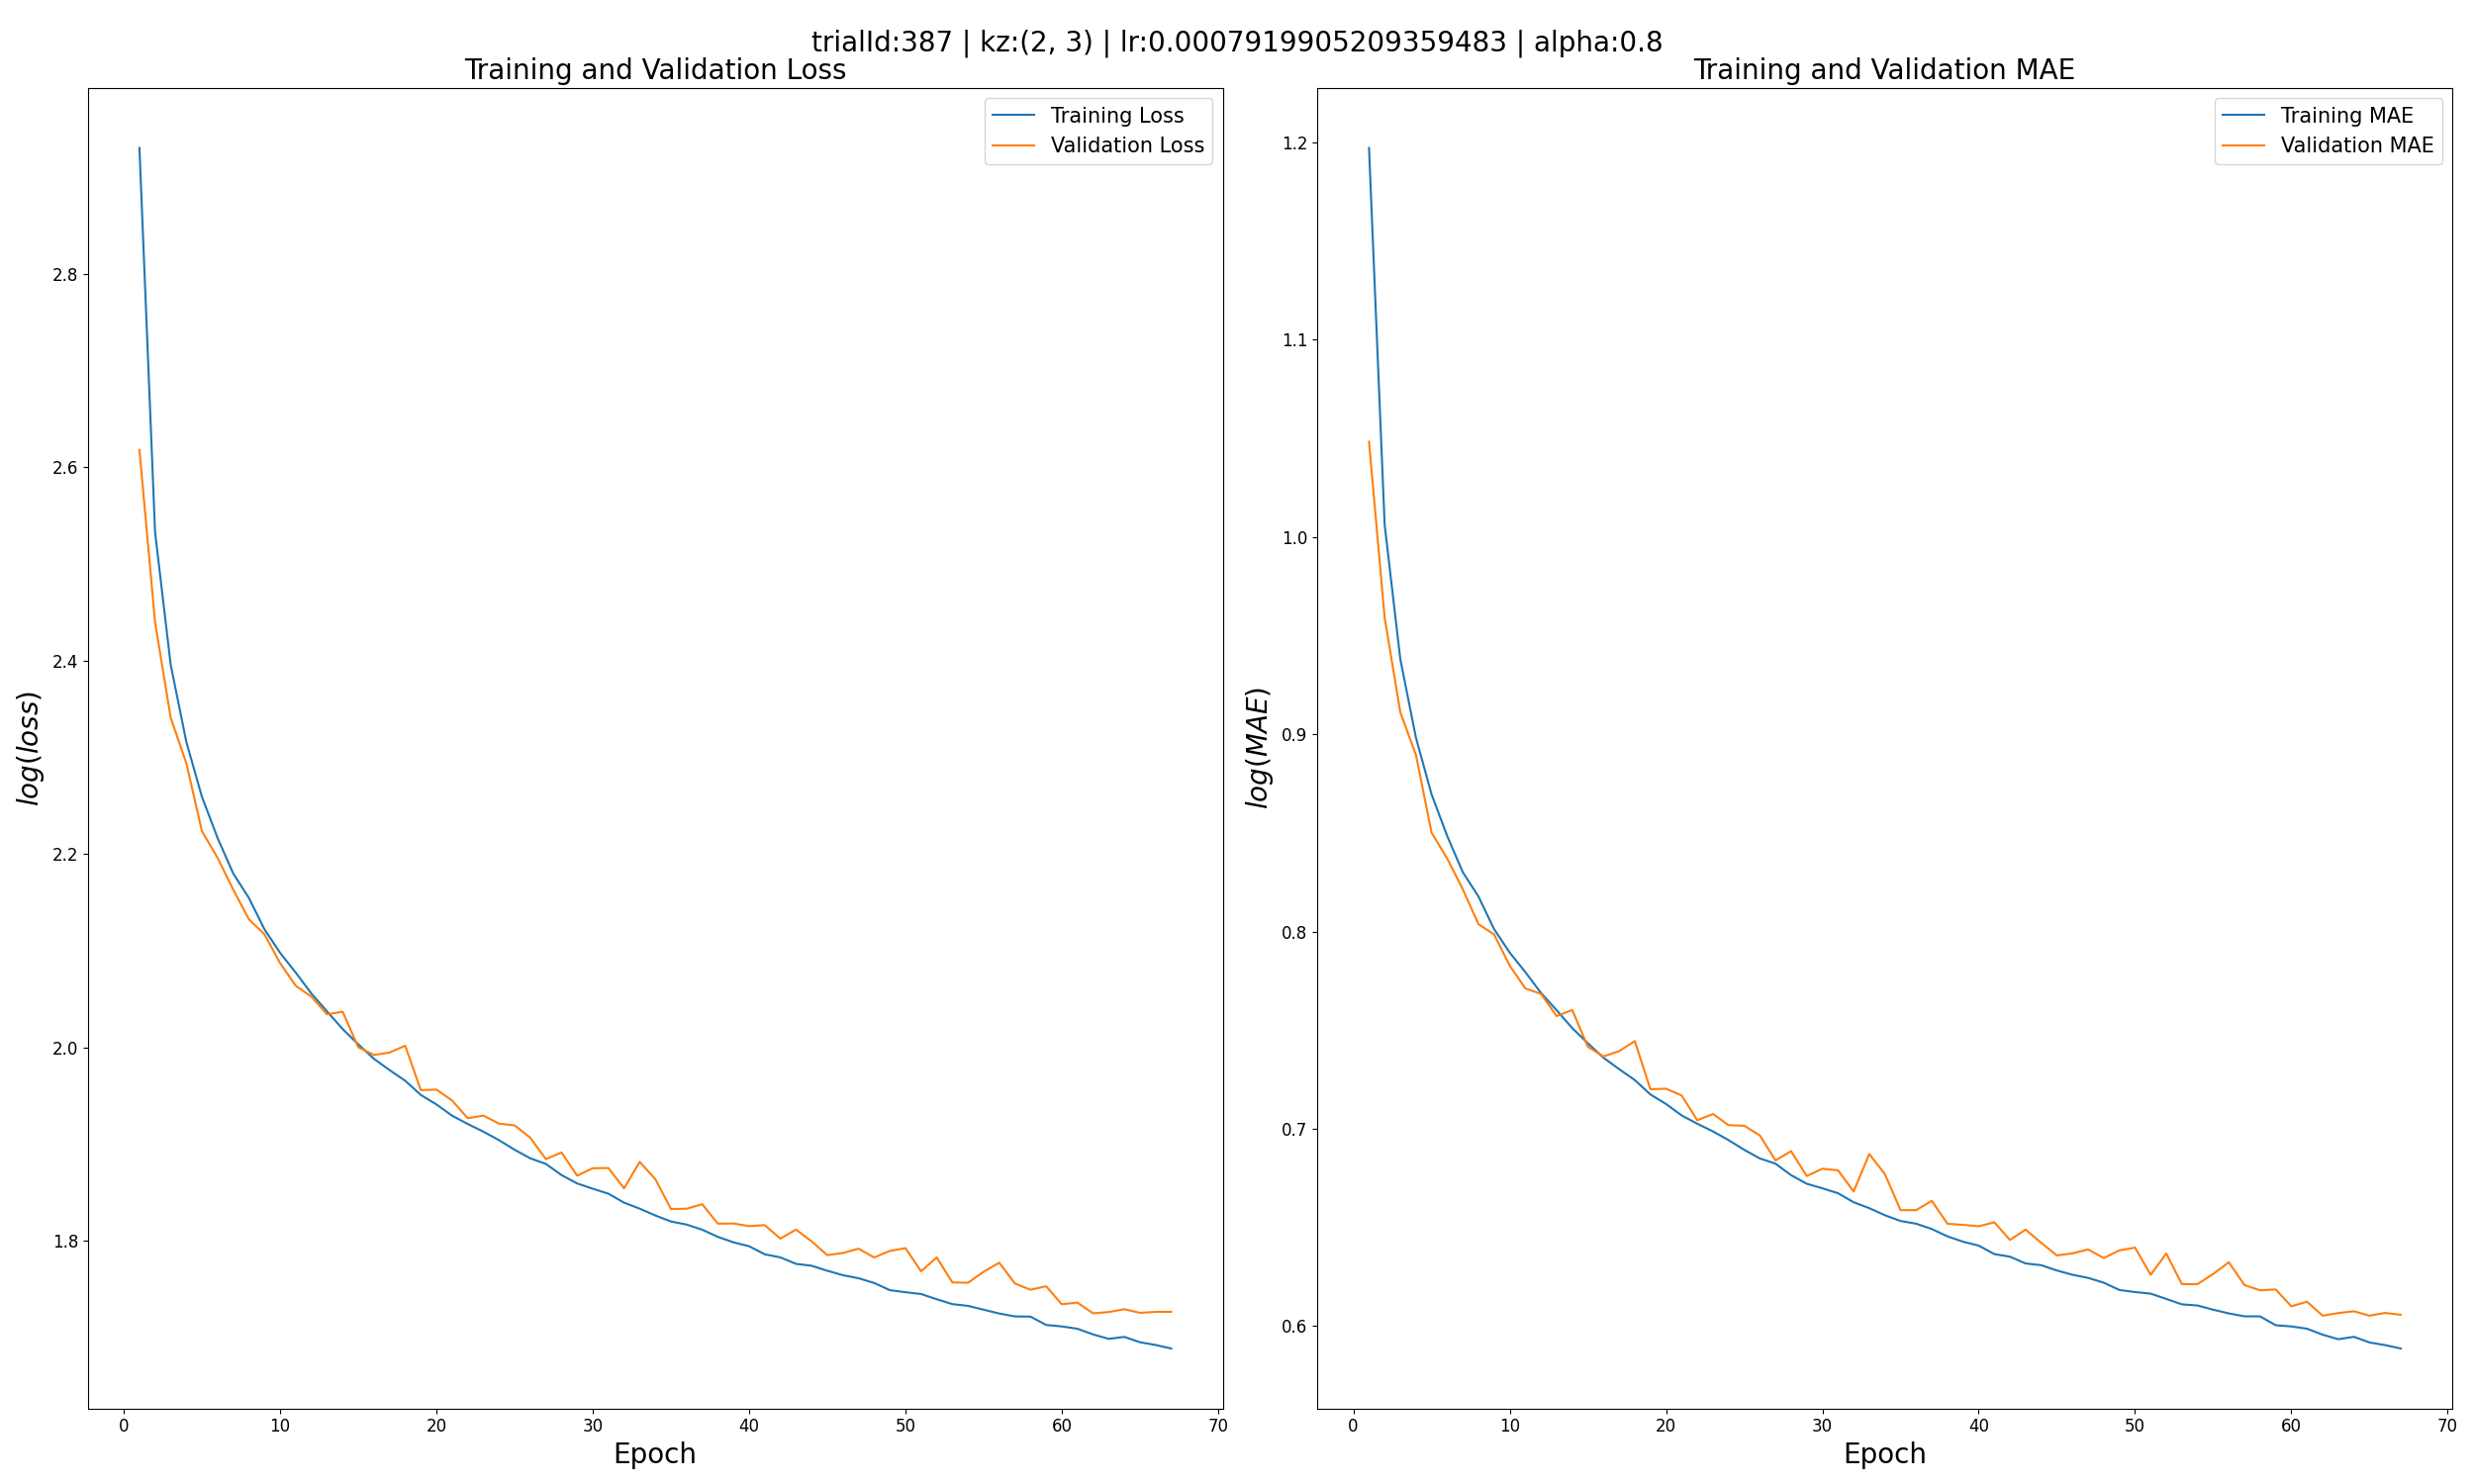 trialId:387 | kz:(2, 3) | lr:0.0007919905209359483 | alpha:0.8
Training and Validation Loss
Training Loss
Validation Loss
2.8
2.6
2.4
2.2
2.0
1.8
log(loss)
0 10 20 30 40 50 60 70
Epoch
Training and Validation MAE
Training MAE
Validation MAE
1.2
1.1
1.0
0.9
0.8
0.7
0.6
log(MAE)
0 10 20 30 40 50 60 70
Epoch